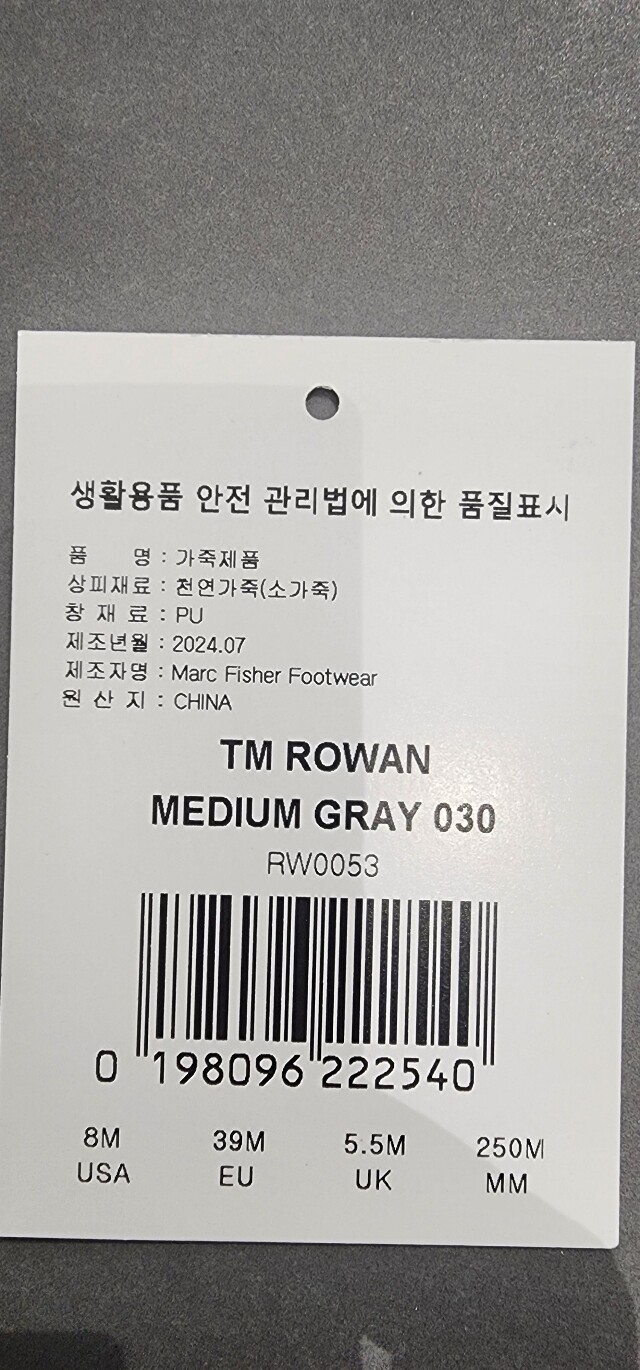 생활용품 안전 관리법에 의한 품질표시
품 명 : 가죽제품
상피재료 : 천연가죽(소가죽)
창 재 료 : PU
제조년월 : 2024.07
제조자명 : Marc Fisher Footwear
원 산 지 : CHINA
TM ROWAN
MEDIUM GRAY 030
RW0053
0 198096 222540
8M 39M 5.5M 250M
USA EU UK MM